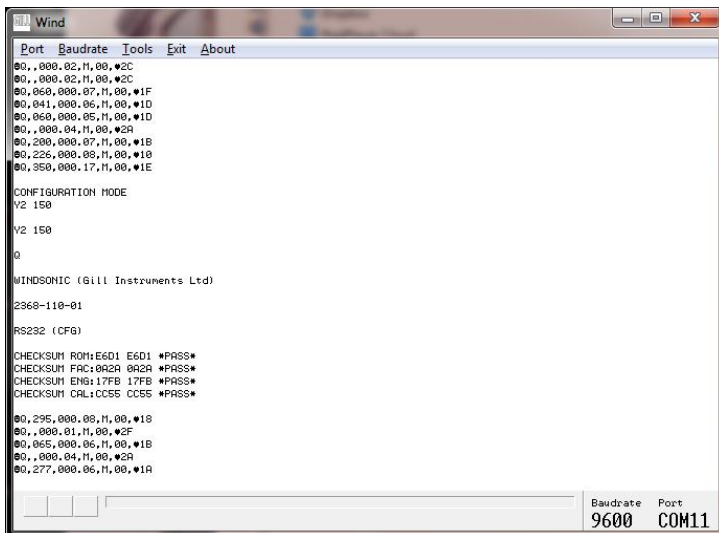 GILL Wind
Port Baudrate Tools Exit About
☻Q,,000.02,M,00,♥2C
☻Q,,000.02,M,00,♥2C
☻Q,060,000.07,M,00,♥1F
☻Q,041,000.06,M,00,♥1D
☻Q,060,000.05,M,00,♥1D
☻Q,,000.04,M,00,♥2A
☻Q,200,000.07,M,00,♥1B
☻Q,226,000.08,M,00,♥10
☻Q,350,000.17,M,00,♥1E
CONFIGURATION MODE
Y2 150
Y2 150
Q
WINDSONIC (Gill Instruments Ltd)
2368-110-01
RS232 (CFG)
CHECKSUM ROM:E6D1 E6D1 *PASS*
CHECKSUM FAC:0A2A 0A2A *PASS*
CHECKSUM ENG:17FB 17FB *PASS*
CHECKSUM CAL:CC55 CC55 *PASS*
☻Q,295,000.08,M,00,♥18
☻Q,,000.01,M,00,♥2F
☻Q,065,000.06,M,00,♥1B
☻Q,,000.04,M,00,♥2A
☻Q,277,000.06,M,00,♥1A
Baudrate Port
9600 COM11